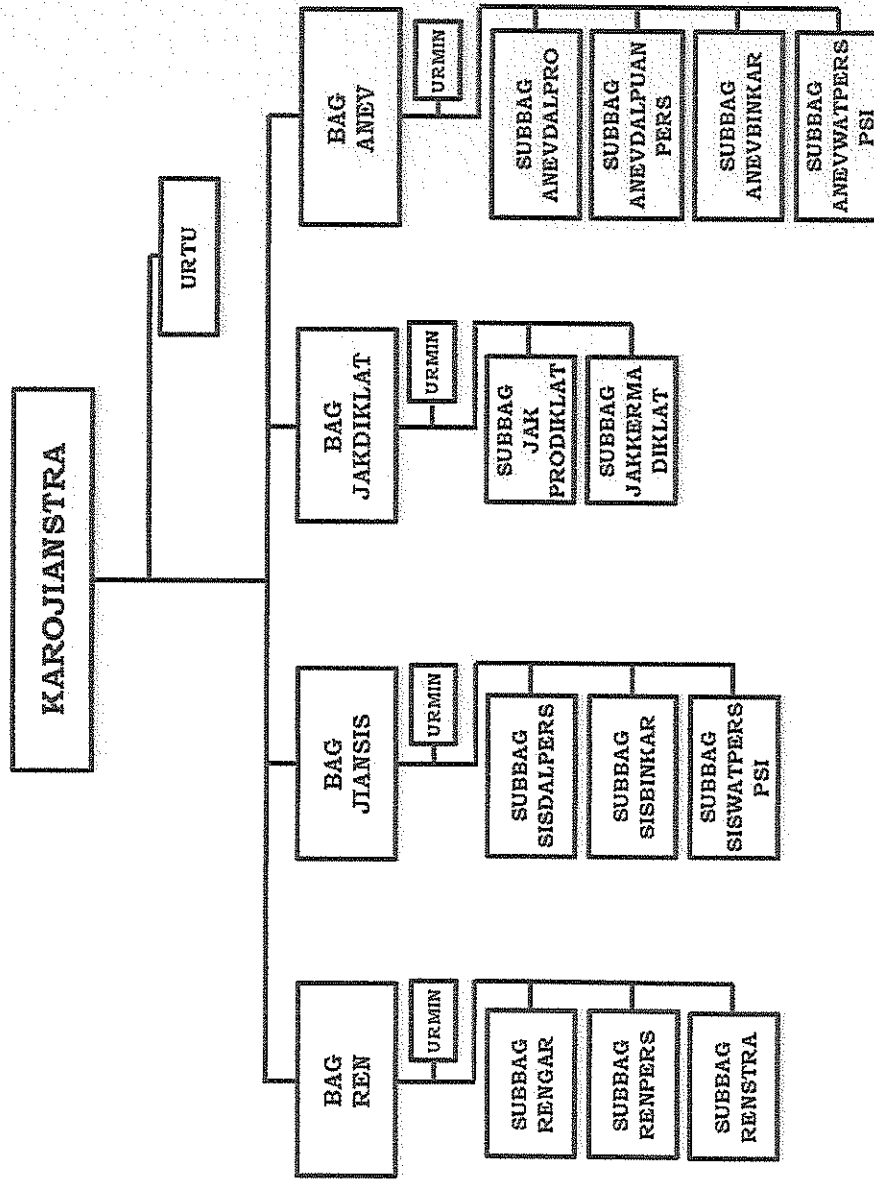 KAROJIANSTRA
URTU
BAG
REN
URMIN
SUBBAG
RENGAR
SUBBAG
RENPERS
SUBBAG
RENSTRA
BAG
JIANSIS
URMIN
SUBBAG
SISDALPERS
SUBBAG
SISBINKAR
SUBBAG
SISWATPERS
PSI
BAG
JAKDIKLAT
URMIN
SUBBAG
JAK
PRODIKLAT
SUBBAG
JAKKERMA
DIKLAT
BAG
ANEV
URMIN
SUBBAG
ANEVDALPRO
SUBBAG
ANEVDALPUAN
PERS
SUBBAG
ANEVBINKAR
SUBBAG
ANEVWATPERS
PSI